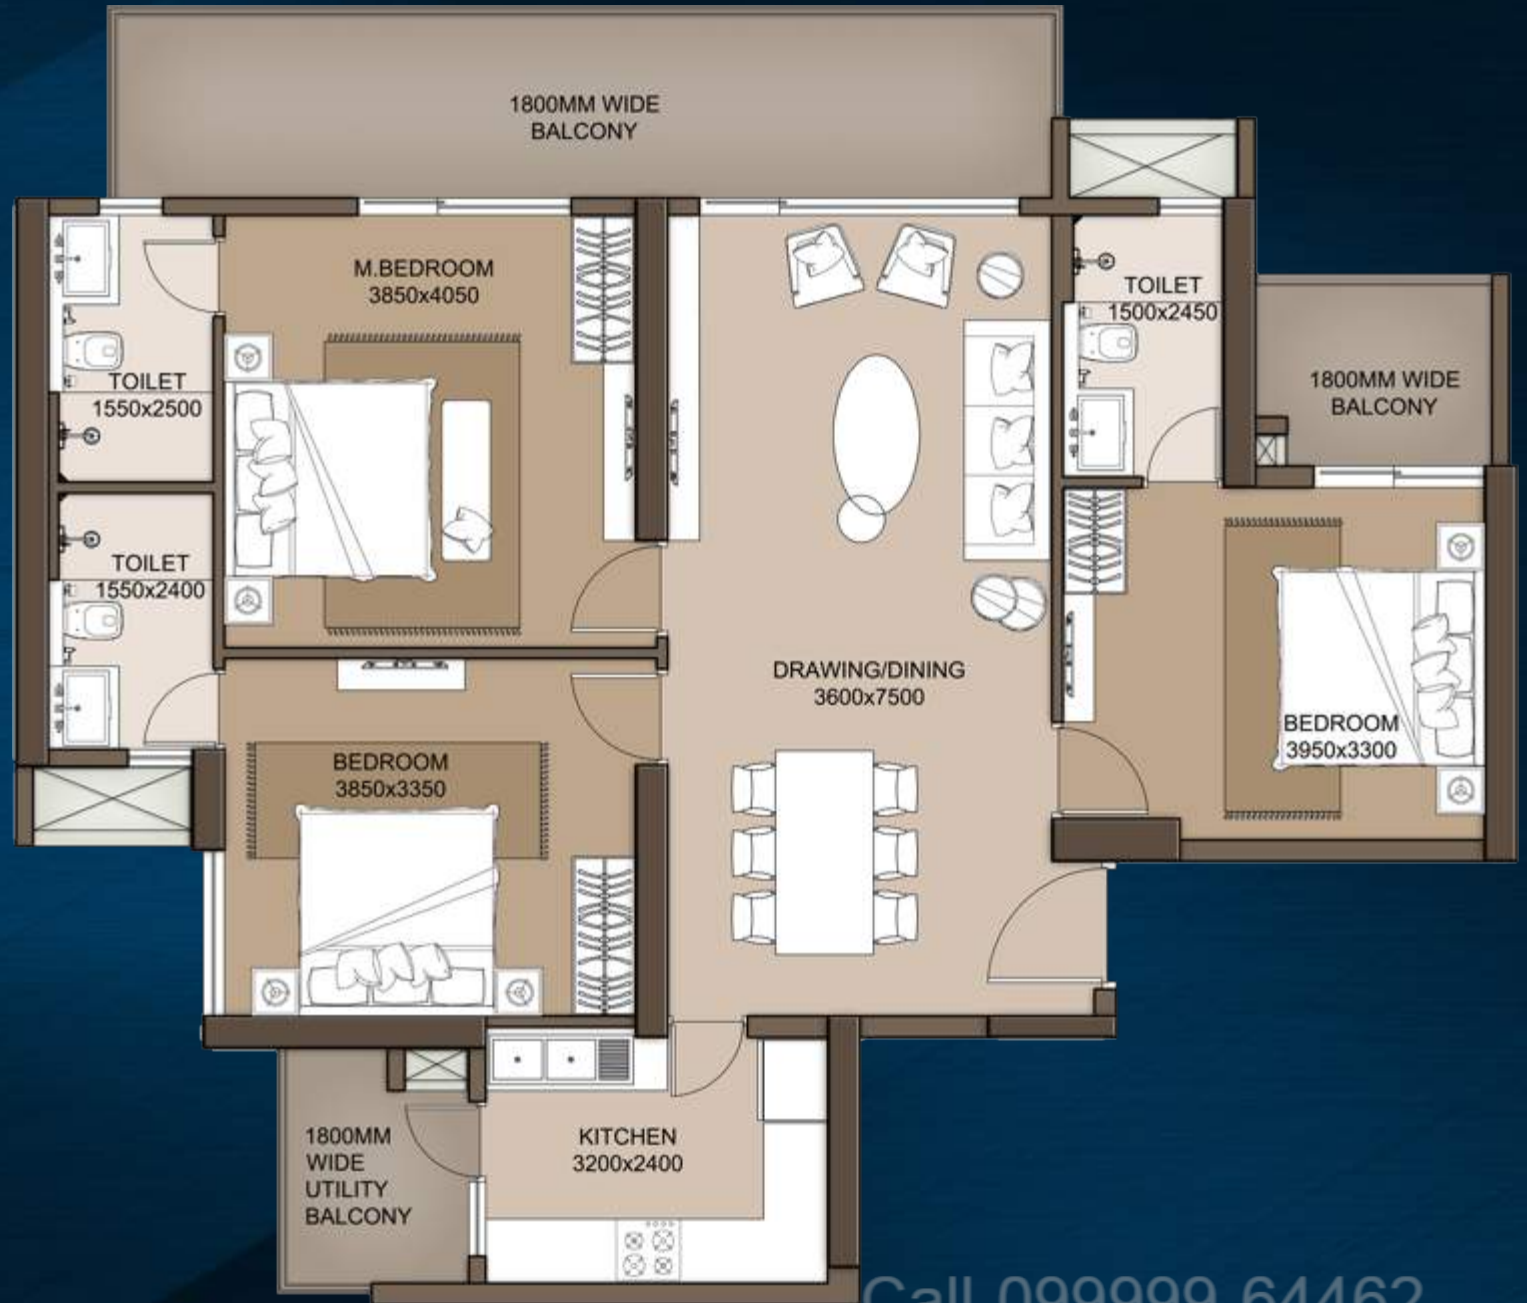 1800MM WIDE
BALCONY
M.BEDROOM
3850x4050
TOILET
1500x2450
TOILET
1550x2500
1800MM WIDE
BALCONY
TOILET
1550x2400
DRAWING/DINING
3600x7500
BEDROOM
3950x3300
BEDROOM
3850x3350
1800MM
WIDE
UTILITY
BALCONY
KITCHEN
3200x2400
Call 099999 64462